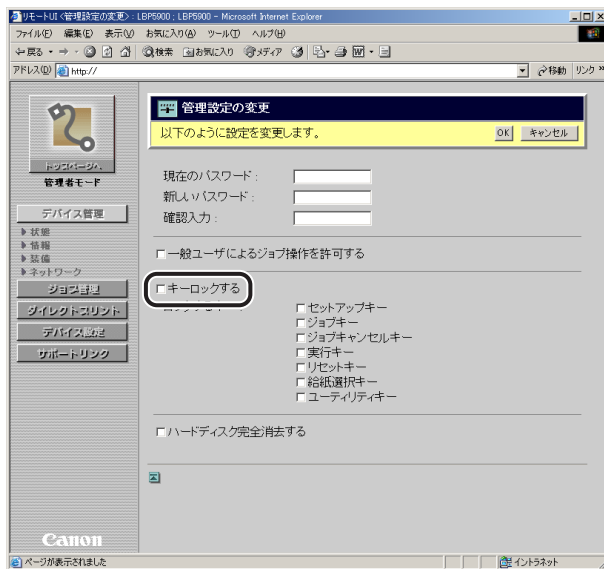 リモートUI <管理設定の変更> : LBP5900 ; LBP5900 - Microsoft Internet Explorer
ファイル(F) 編集(E) 表示(V) お気に入り(A) ツール(T) ヘルプ(H)
戻る 検索 お気に入り メディア
アドレス(D) http:// 移動 リンク »
管理設定の変更
以下のように設定を変更します。 OK キャンセル
トップページへ
管理者モード
デバイス管理
状態
情報
装備
ネットワーク
ジョブ管理
ダイレクトプリント
デバイス設定
サポートリンク
現在のパスワード :
新しいパスワード :
確認入力 :
一般ユーザによるジョブ操作を許可する
キーロックする
セットアップキー
ジョブキー
ジョブキャンセルキー
実行キー
リセットキー
給紙選択キー
ユーティリティキー
ハードディスク完全消去する
Canon
ページが表示されました イントラネット